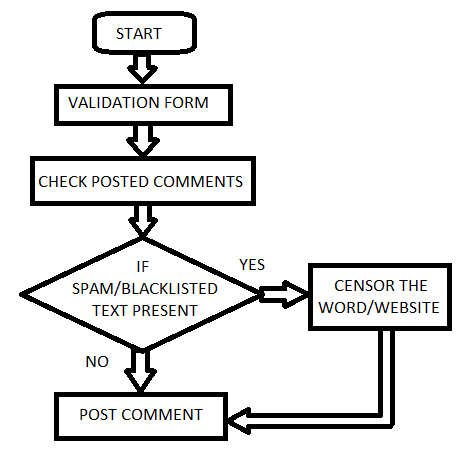 START
VALIDATION FORM
CHECK POSTED COMMENTS
IF
SPAM/BLACKLISTED
TEXT PRESENT
YES
CENSOR THE
WORD/WEBSITE
NO
POST COMMENT